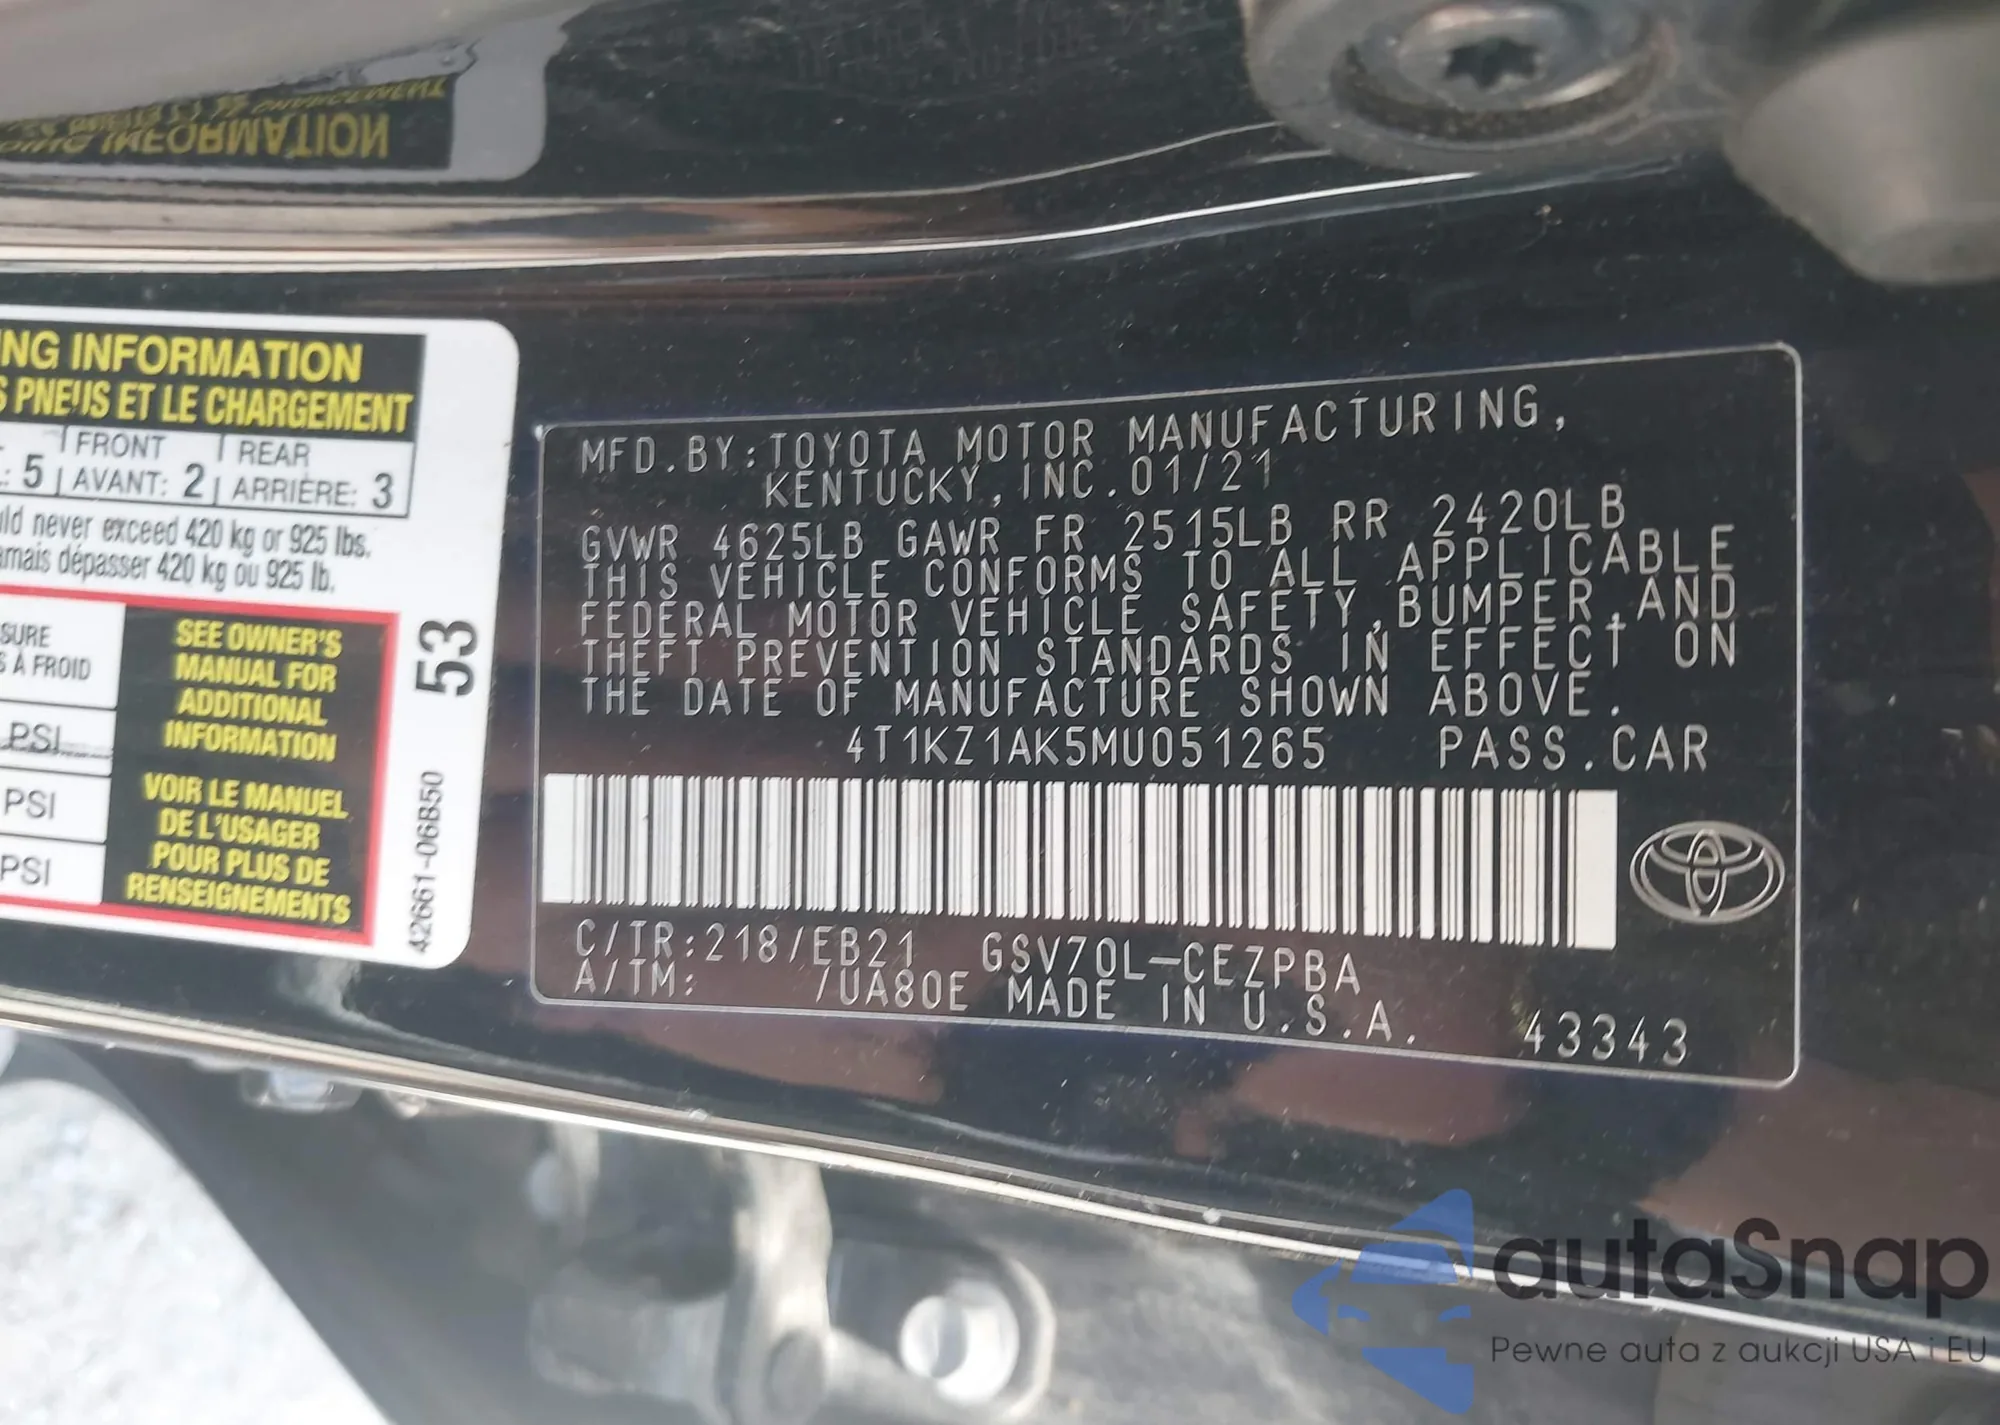 NG INFORMATION
S PNEUS ET LE CHARGEMENT
FRONT REAR
: 5 AVANT: 2 ARRIÈRE: 3
uld never exceed 420 kg or 925 lbs.
amais dépasser 420 kg ou 925 lb.
SURE
S À FROID
PSI
PSI
PSI
SEE OWNER'S
MANUAL FOR
ADDITIONAL
INFORMATION
VOIR LE MANUEL
DE L'USAGER
POUR PLUS DE
RENSEIGNEMENTS
53
42661-06B50
MFD.BY:TOYOTA MOTOR MANUFACTURING,
KENTUCKY, INC.01/21
GVWR 4625LB GAWR FR 2515LB RR 2420LB
THIS VEHICLE CONFORMS TO ALL APPLICABLE
FEDERAL MOTOR VEHICLE SAFETY,BUMPER,AND
THEFT PREVENTION STANDARDS IN EFFECT ON
THE DATE OF MANUFACTURE SHOWN ABOVE.
4T1KZ1AK5MU051265 PASS.CAR
C/TR:218/EB21 GSV70L-CEZPBA
A/TM: /UA80E MADE IN U.S.A.
43343
autaSnap
Pewne auta z aukcji USA i EU